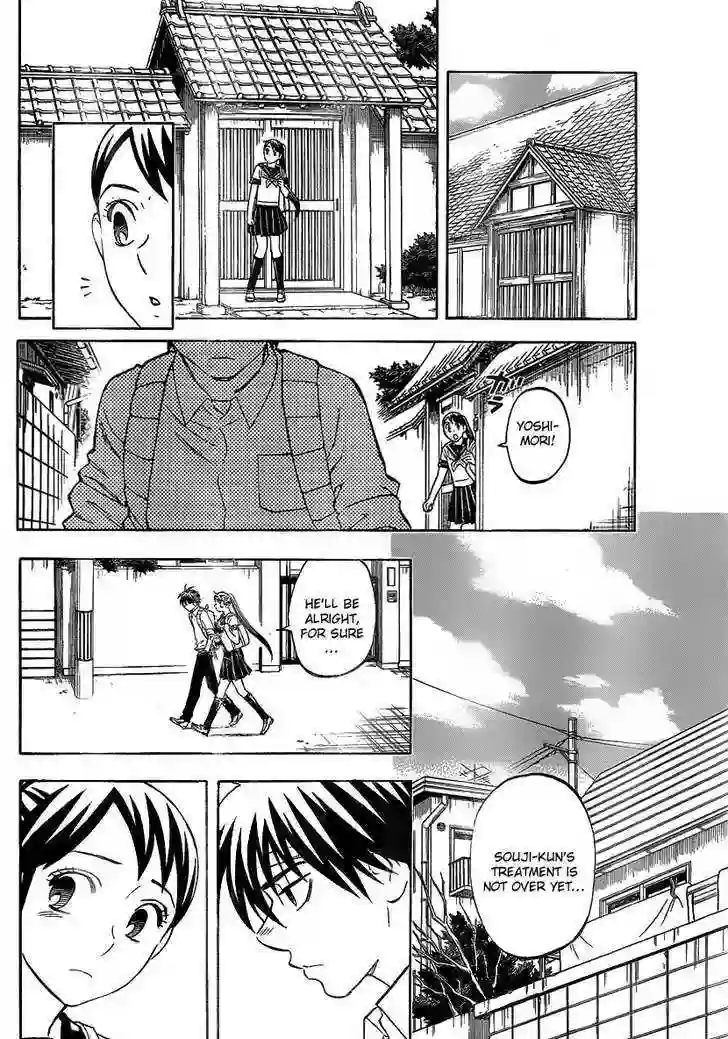 YOSHI-
MORI!
SOUJI-KUN'S
TREATMENT IS
NOT OVER YET...
HE'LL BE
ALRIGHT,
FOR SURE
...